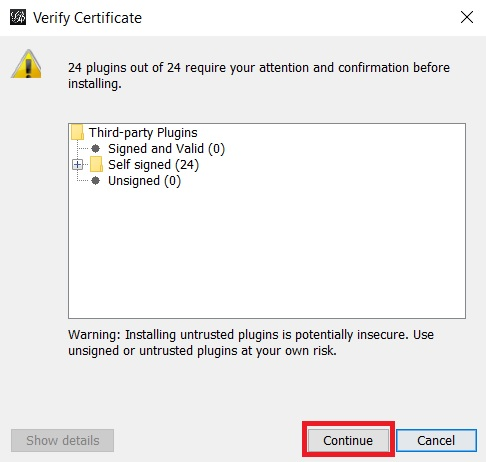 Verify Certificate
24 plugins out of 24 require your attention and confirmation before
installing.
Third-party Plugins
Signed and Valid (0)
Self signed (24)
Unsigned (0)
Warning: Installing untrusted plugins is potentially insecure. Use
unsigned or untrusted plugins at your own risk.
Show details
Continue
Cancel